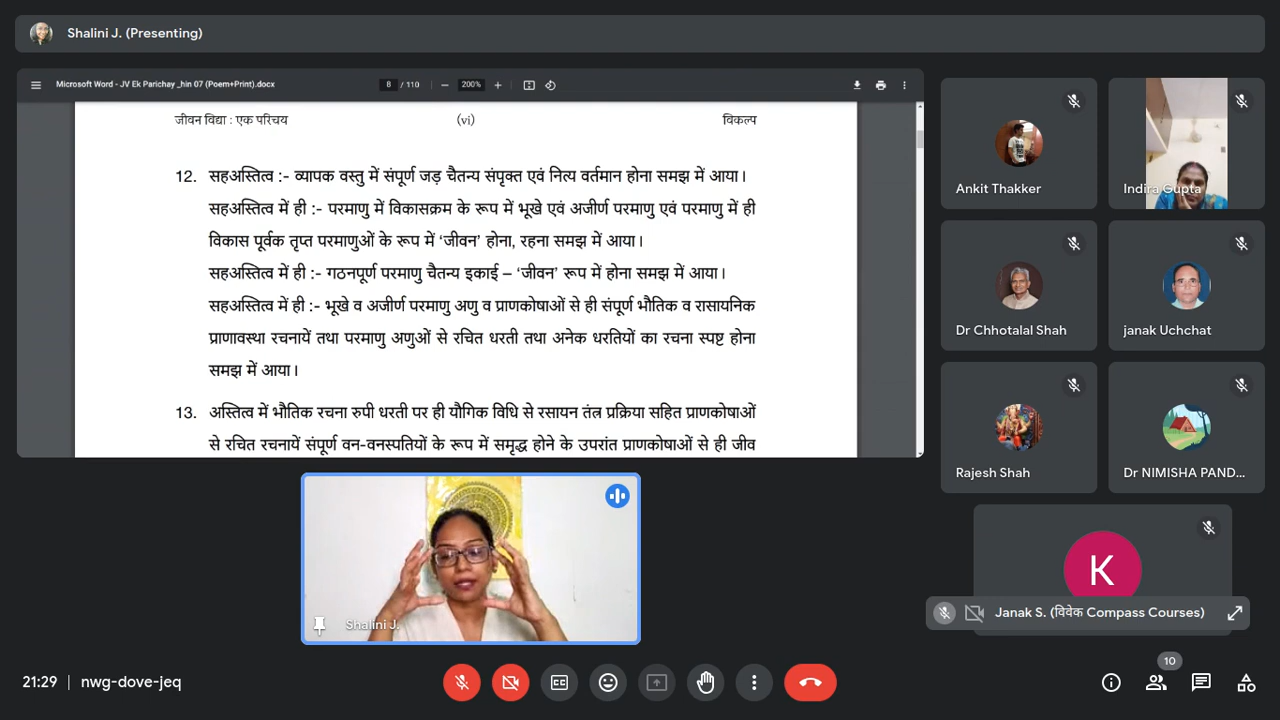 Shalini J. (Presenting)
Microsoft Word - JV Ek Parichay _hin 07 (Poem+Print).docx
8 / 110
200%
जीवन विद्या : एक परिचय (vi) विकल्प
12. सहअस्तित्व :- व्यापक वस्तु में संपूर्ण जड़ चैतन्य संपृक्त एवं नित्य वर्तमान होना समझ में आया।
सहअस्तित्व में ही :- परमाणु में विकासक्रम के रूप में भूखे एवं अजीर्ण परमाणु एवं परमाणु में ही
विकास पूर्वक तृप्त परमाणुओं के रूप में ‘जीवन’ होना, रहना समझ में आया।
सहअस्तित्व में ही :- गठनपूर्ण परमाणु चैतन्य इकाई – ‘जीवन’ रूप में होना समझ में आया।
सहअस्तित्व में ही :- भूखे व अजीर्ण परमाणु अणु व प्राणकोषाओं से ही संपूर्ण भौतिक व रासायनिक
प्राणावस्था रचनायें तथा परमाणु अणुओं से रचित धरती तथा अनेक धरतियों का रचना स्पष्ट होना
समझ में आया।
13. अस्तित्व में भौतिक रचना रुपी धरती पर ही यौगिक विधि से रसायन तंत्र प्रक्रिया सहित प्राणकोषाओं
से रचित रचनायें संपूर्ण वन-वनस्पतियों के रूप में समृद्ध होने के उपरांत प्राणकोषाओं से ही जीव
Ankit Thakker
Indira Gupta
Dr Chhotalal Shah
janak Uchchat
Rajesh Shah
Dr NIMISHA PAND...
K
Janak S. (विवेक Compass Courses)
Shalini J.
21:29 | nwg-dove-jeq
10